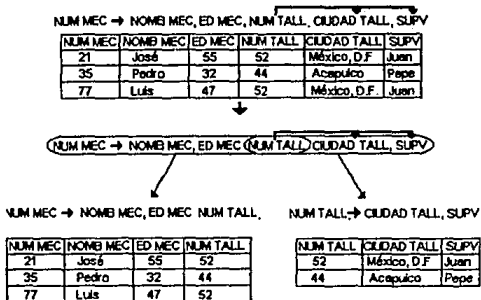 NUM MEC → NOMB MEC, ED MEC, NUM TALL, CIUDAD TALL, SUPV
NUM MEC NOMB MEC ED MEC NUM TALL CIUDAD TALL SUPV
21 José 55 52 México, D.F Juan
35 Pedro 32 44 Acapulco Pepe
77 Luis 47 52 México, D.F. Juan
NUM MEC → NOMB MEC, ED MEC NUM TALL CIUDAD TALL, SUPV
NUM MEC → NOMB MEC, ED MEC NUM TALL, NUM TALL → CIUDAD TALL, SUPV
NUM MEC NOMB MEC ED MEC NUM TALL
21 José 55 52
35 Pedro 32 44
77 Luis 47 52
NUM TALL CIUDAD TALL SUPV
52 México, D.F Juan
44 Acapulco Pepe